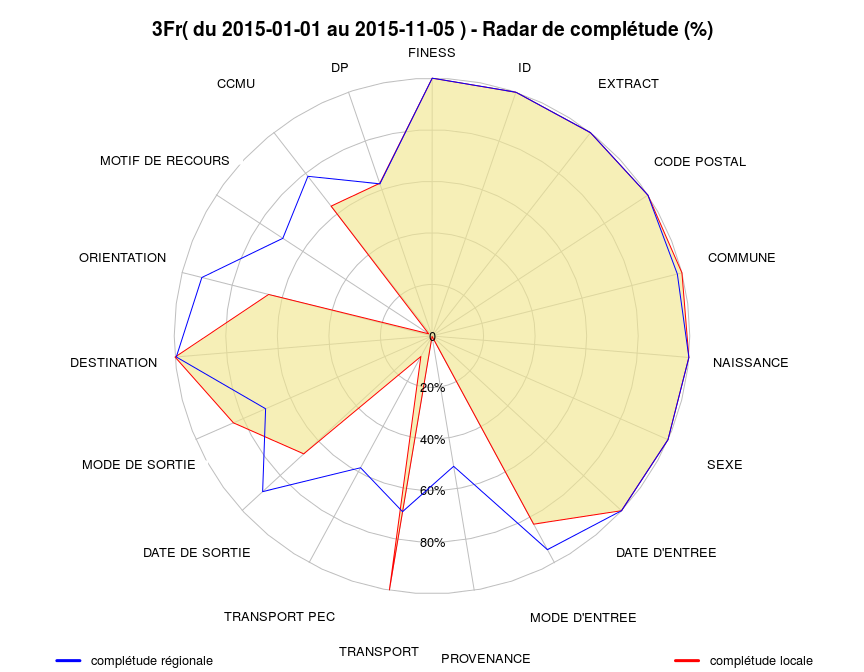 3Fr( du 2015-01-01 au 2015-11-05 ) - Radar de complétude (%)
FINESS
DP
ID
CCMU
EXTRACT
MOTIF DE RECOURS
CODE POSTAL
ORIENTATION
COMMUNE
0
DESTINATION
NAISSANCE
20%
40%
MODE DE SORTIE
SEXE
60%
80%
DATE DE SORTIE
DATE D'ENTREE
TRANSPORT PEC
MODE D'ENTREE
TRANSPORT
PROVENANCE
complétude régionale
complétude locale